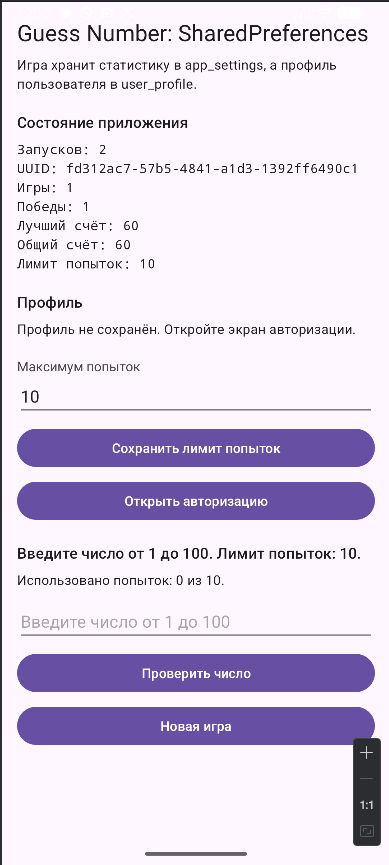 Guess Number: SharedPreferences
Игра хранит статистику в app_settings, а профиль
пользователя в user_profile.
Состояние приложения
Запусков: 2
UUID: fd312ac7-57b5-4841-a1d3-1392ff6490c1
Игры: 1
Победы: 1
Лучший счёт: 60
Общий счёт: 60
Лимит попыток: 10
Профиль
Профиль не сохранён. Откройте экран авторизации.
Максимум попыток
10
Сохранить лимит попыток
Открыть авторизацию
Введите число от 1 до 100. Лимит попыток: 10.
Использовано попыток: 0 из 10.
Введите число от 1 до 100
Проверить число
Новая игра
1:1